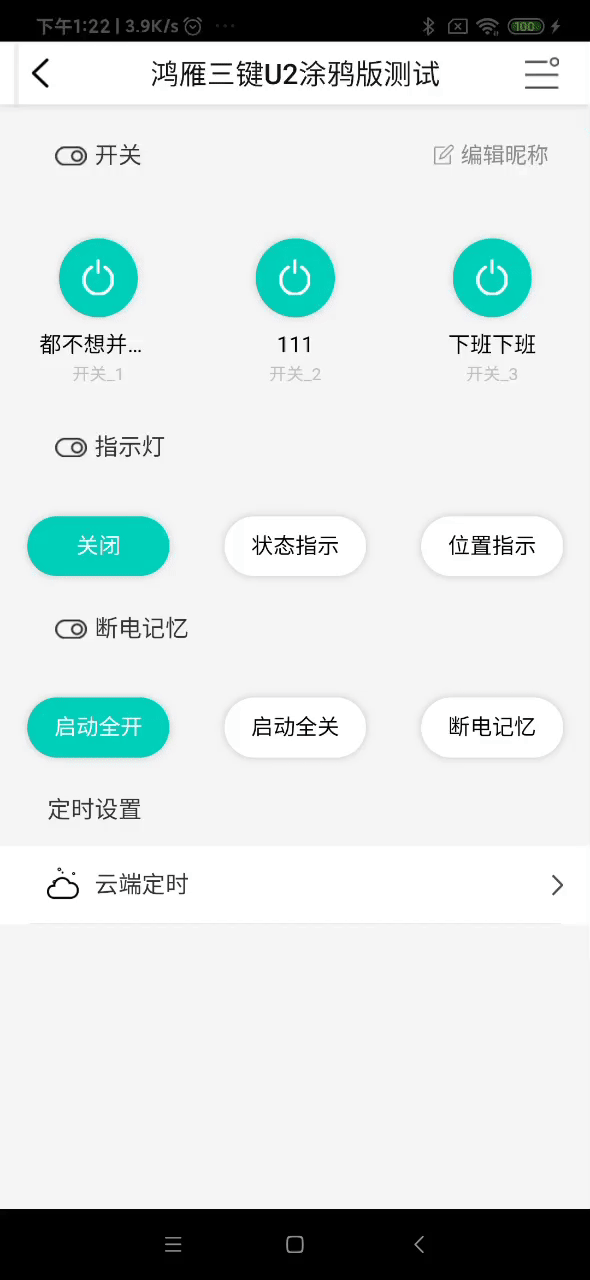 下午1:22 | 3.9K/s ...
100
鸿雁三键U2涂鸦版测试
开关
编辑昵称
都不想并... 111 下班下班
开关_1 开关_2 开关_3
指示灯
关闭 状态指示 位置指示
断电记忆
启动全开 启动全关 断电记忆
定时设置
云端定时